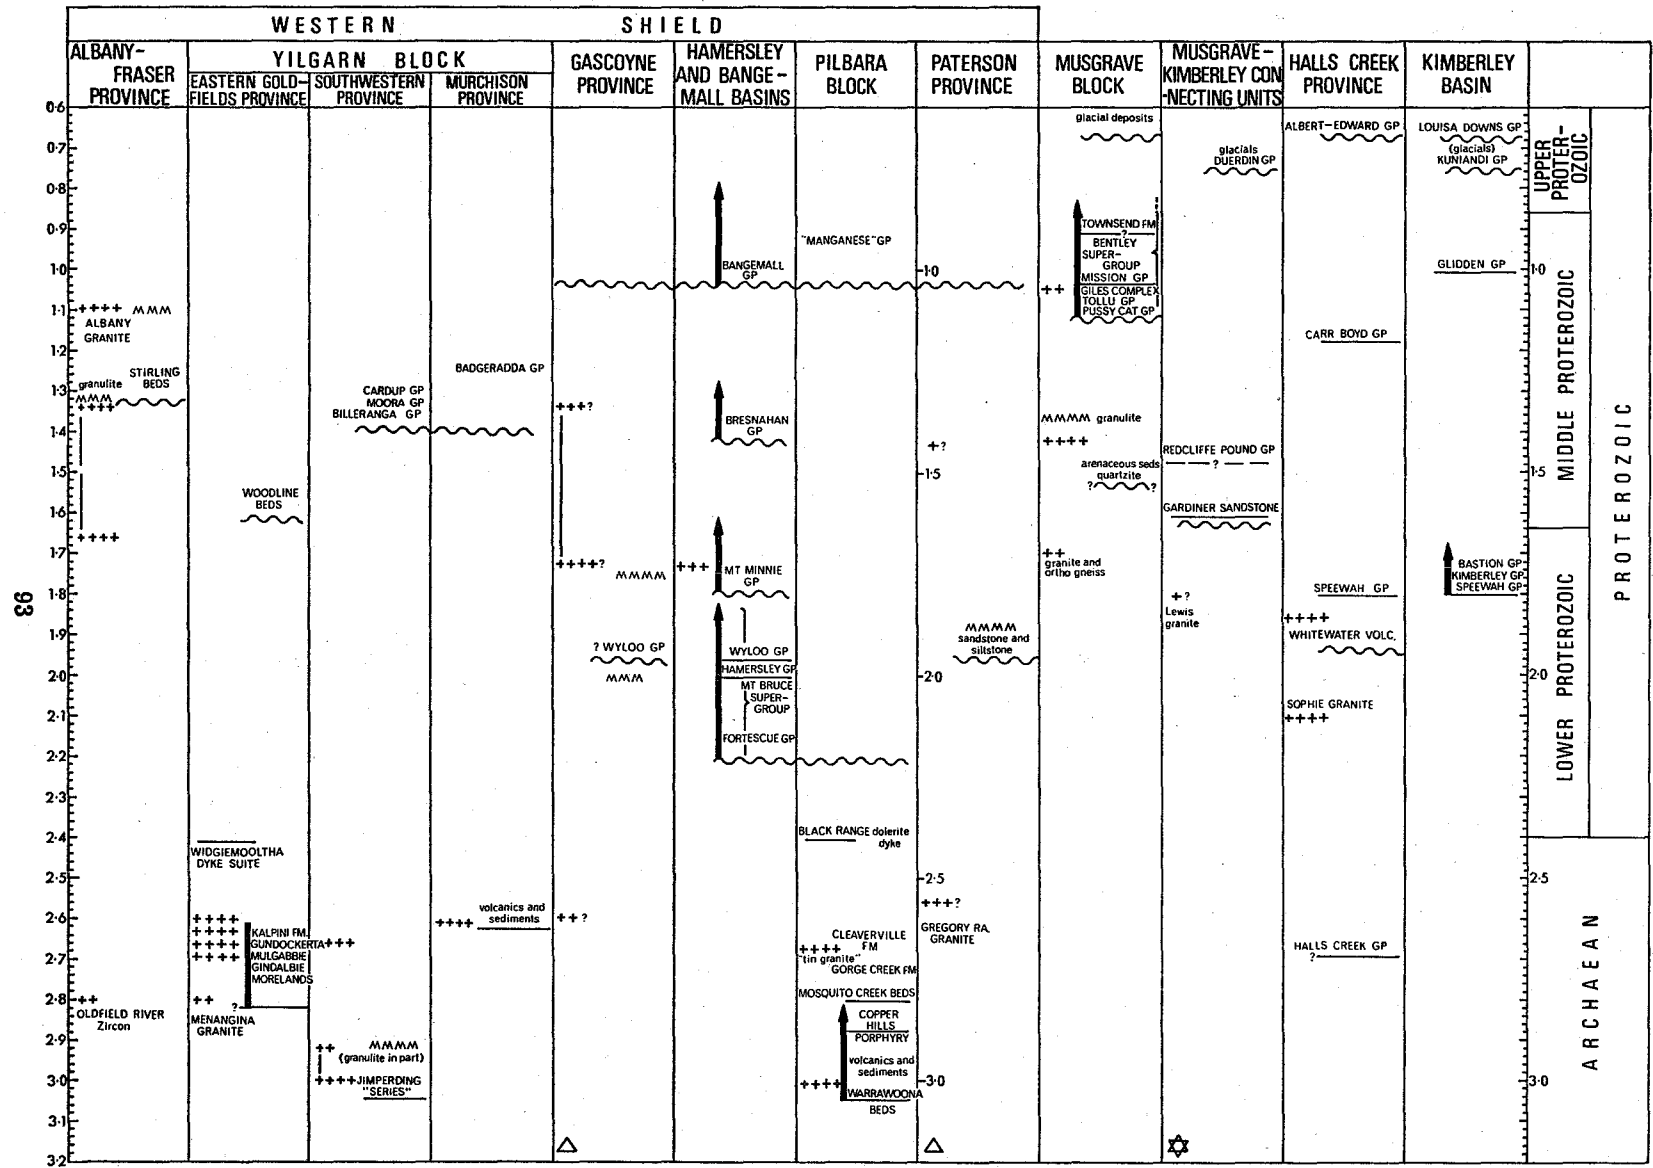 WESTERN SHIELD
ALBANY-
FRASER
PROVINCE
YILGARN BLOCK
EASTERN GOLD-
FIELDS PROVINCE
SOUTHWESTERN
PROVINCE
MURCHISON
PROVINCE
GASCOYNE
PROVINCE
HAMERSLEY
AND BANGE-
MALL BASINS
PILBARA
BLOCK
PATERSON
PROVINCE
MUSGRAVE
BLOCK
MUSGRAVE-
KIMBERLEY CON
-NECTING UNITS
HALLS CREEK
PROVINCE
KIMBERLEY
BASIN
0·6
0·7
0·8
0·9
1·0
1·1
1·2
1·3
1·4
1·5
1·6
1·7
1·8
1·9
2·0
2·1
2·2
2·3
2·4
2·5
2·6
2·7
2·8
2·9
3·0
3·1
3·2
93
++++ MMM
ALBANY
GRANITE
STIRLING
BEDS
granulite
MMM
++++
++++
++
OLDFIELD RIVER
Zircon
WOODLINE
BEDS
WIDGIEMOOLTHA
DYKE SUITE
++++
++++
++++
++++
KALPINI FM.
GUNDOCKERTA
MULGABBIE
GINDALBIE
MORELANDS
++
?
MENANGINA
GRANITE
CARDUP GP
MOORA GP
BILLERANGA GP
+++
++ MMMM
(granulite in part)
++++ JIMPERDING
"SERIES"
BADGERADDA GP
volcanics and
sediments
++++
+++?
++++?
MMMM
? WYLOO GP
MMM
++?
△
BANGEMALL
GP
BRESNAHAN
GP
+++
MT MINNIE
GP
WYLOO GP
HAMERSLEY GP
MT BRUCE
SUPER-
GROUP
FORTESCUE GP
"MANGANESE" GP
BLACK RANGE dolerite
dyke
CLEAVERVILLE
FM
++++
"tin granite"
GORGE CREEK FM
MOSQUITO CREEK BEDS
COPPER
HILLS
PORPHYRY
volcanics and
sediments
++++
WARRAWOONA
BEDS
1·0
1·5
2·0
2·5
3·0
+?
MMMM
sandstone and
siltstone
+++?
GREGORY RA.
GRANITE
△
glacial deposits
TOWNSEND FM
?
BENTLEY
SUPER-
GROUP
MISSION GP
++
GILES COMPLEX
TOLLU GP
PUSSY CAT GP
MMMM granulite
++++
arenaceous seds
quartzite
? ?
++
granite and
ortho gneiss
glacials
DUERDIN GP
REDCLIFFE POUND GP
?
GARDINER SANDSTONE
+?
Lewis
granite
✡
ALBERT-EDWARD GP
CARR BOYD GP
SPEEWAH GP
++++
WHITEWATER VOLC.
SOPHIE GRANITE
++++
HALLS CREEK GP
?
LOUISA DOWNS GP
(glacials)
KUNIANDI GP
GLIDDEN GP
BASTION GP
KIMBERLEY GP
SPEEWAH GP
1·0
1·5
2·0
2·5
3·0
UPPER
PROTER-
OZOIC
MIDDLE PROTEROZOIC
LOWER PROTEROZOIC
PROTEROZOIC
ARCHAEAN